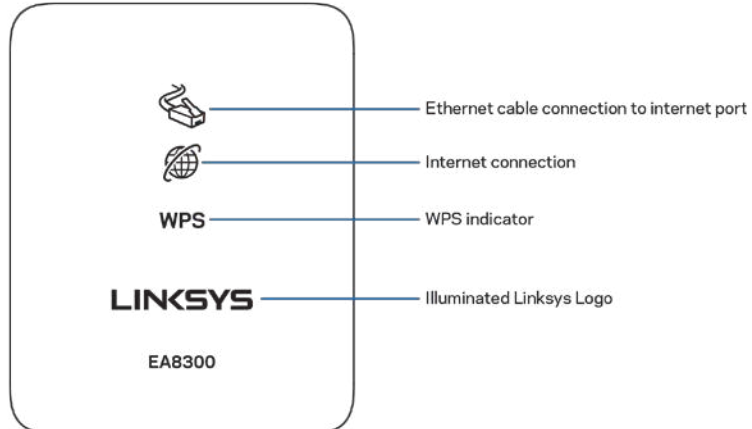 Ethernet cable connection to internet port
Internet connection
WPS WPS indicator
LINKSYS Illuminated Linksys Logo
EA8300